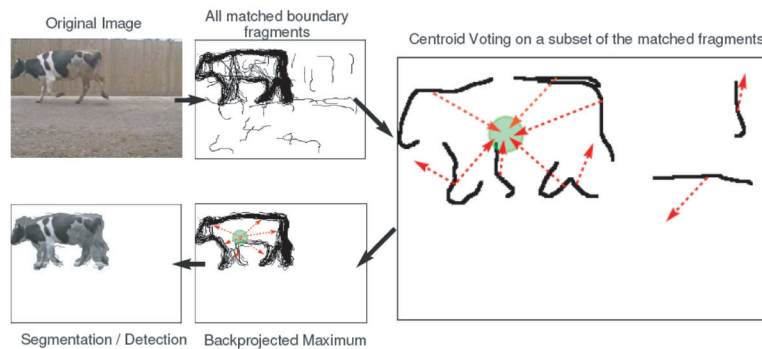 Original Image
All matched boundary
fragments
Centroid Voting on a subset of the matched fragments
Segmentation / Detection
Backprojected Maximum